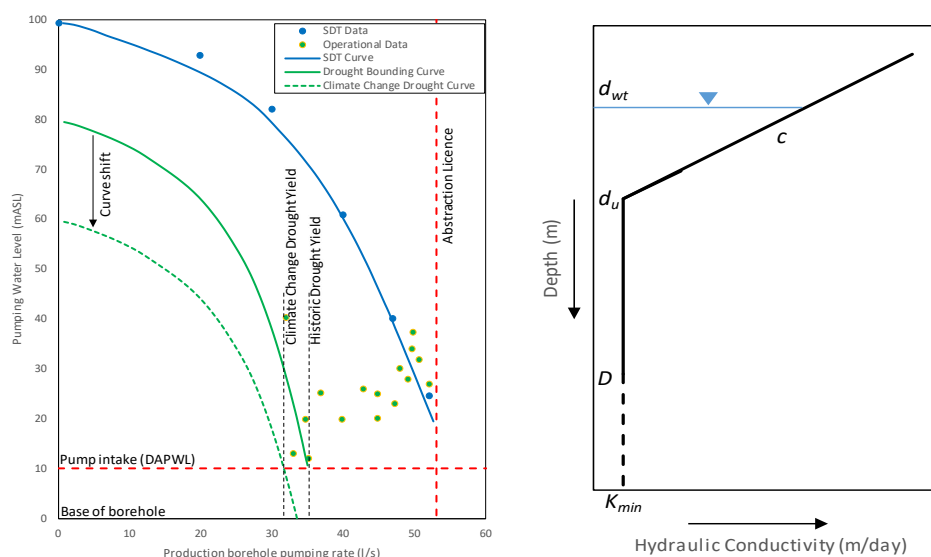 100
90
80
70
60
50
40
30
20
10
0
Pumping Water Level (mASL)
SDT Data
Operational Data
SDT Curve
Drought Bounding Curve
Climate Change Drought Curve
Curve shift
Climate Change Drought Yield
Historic Drought Yield
Abstraction Licence
Pump intake (DAPWL)
Base of borehole
0
10
20
30
40
50
60
Production borehole pumping rate (l/s)
d_wt
c
d_u
Depth (m)
D
K_min
Hydraulic Conductivity (m/day)